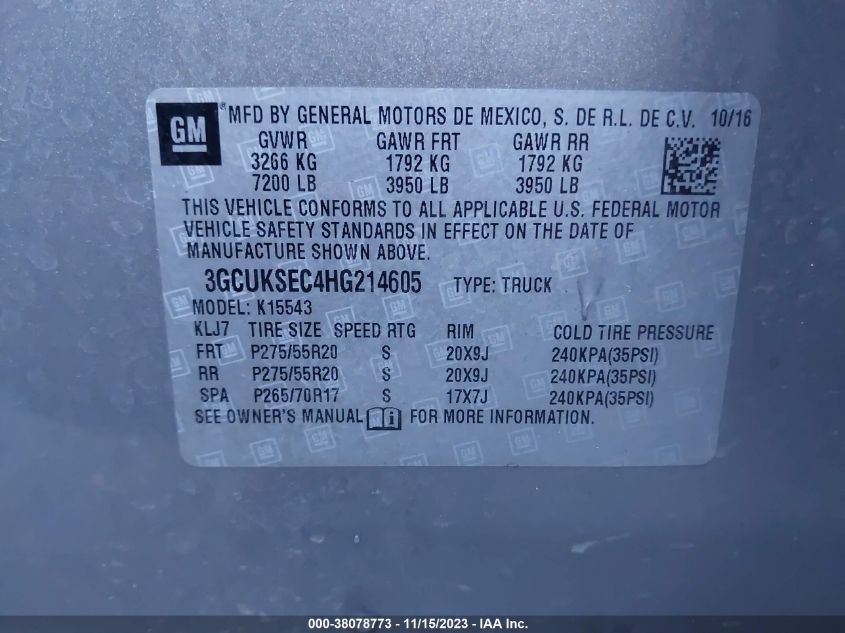 GM ® MFD BY GENERAL MOTORS DE MEXICO, S. DE R.L. DE C.V. 10/16
GVWR GAWR FRT GAWR RR
3266 KG 1792 KG 1792 KG
7200 LB 3950 LB 3950 LB
THIS VEHICLE CONFORMS TO ALL APPLICABLE U.S. FEDERAL MOTOR
VEHICLE SAFETY STANDARDS IN EFFECT ON THE DATE OF
MANUFACTURE SHOWN ABOVE.
3GCUKSEC4HG214605 TYPE: TRUCK
MODEL: K15543
KLJ7 TIRE SIZE SPEED RTG RIM COLD TIRE PRESSURE
FRT P275/55R20 S 20X9J 240KPA(35PSI)
RR P275/55R20 S 20X9J 240KPA(35PSI)
SPA P265/70R17 S 17X7J 240KPA(35PSI)
SEE OWNER'S MANUAL i FOR MORE INFORMATION.
000-38078773 - 11/15/2023 - IAA Inc.